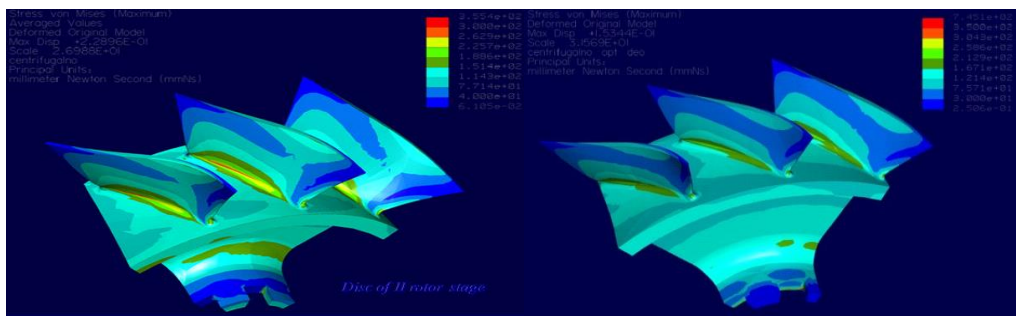 Stress von Mises (Maximum)
Averaged Values
Deformed Original Model
Max Disp +2.2896E-01
Scale 2.6988E+01
centrifugalno
Principal Units:
millimeter Newton Second (mmNs)
3.000e+02
2.629e+02
2.257e+02
1.886e+02
1.514e+02
1.143e+02
7.714e+01
4.000e+01
6.105e-02
Disc of II rotor stage
Stress von Mises (Maximum)
Deformed Original Model
Max Disp +1.5344E-01
Scale 3.1569E+01
centrifugalno opt deo
Principal Units:
millimeter Newton Second (mmNs)
7.451e+02
3.500e+02
3.043e+02
2.586e+02
2.129e+02
1.671e+02
1.214e+02
7.571e+01
3.000e+01
2.506e-01